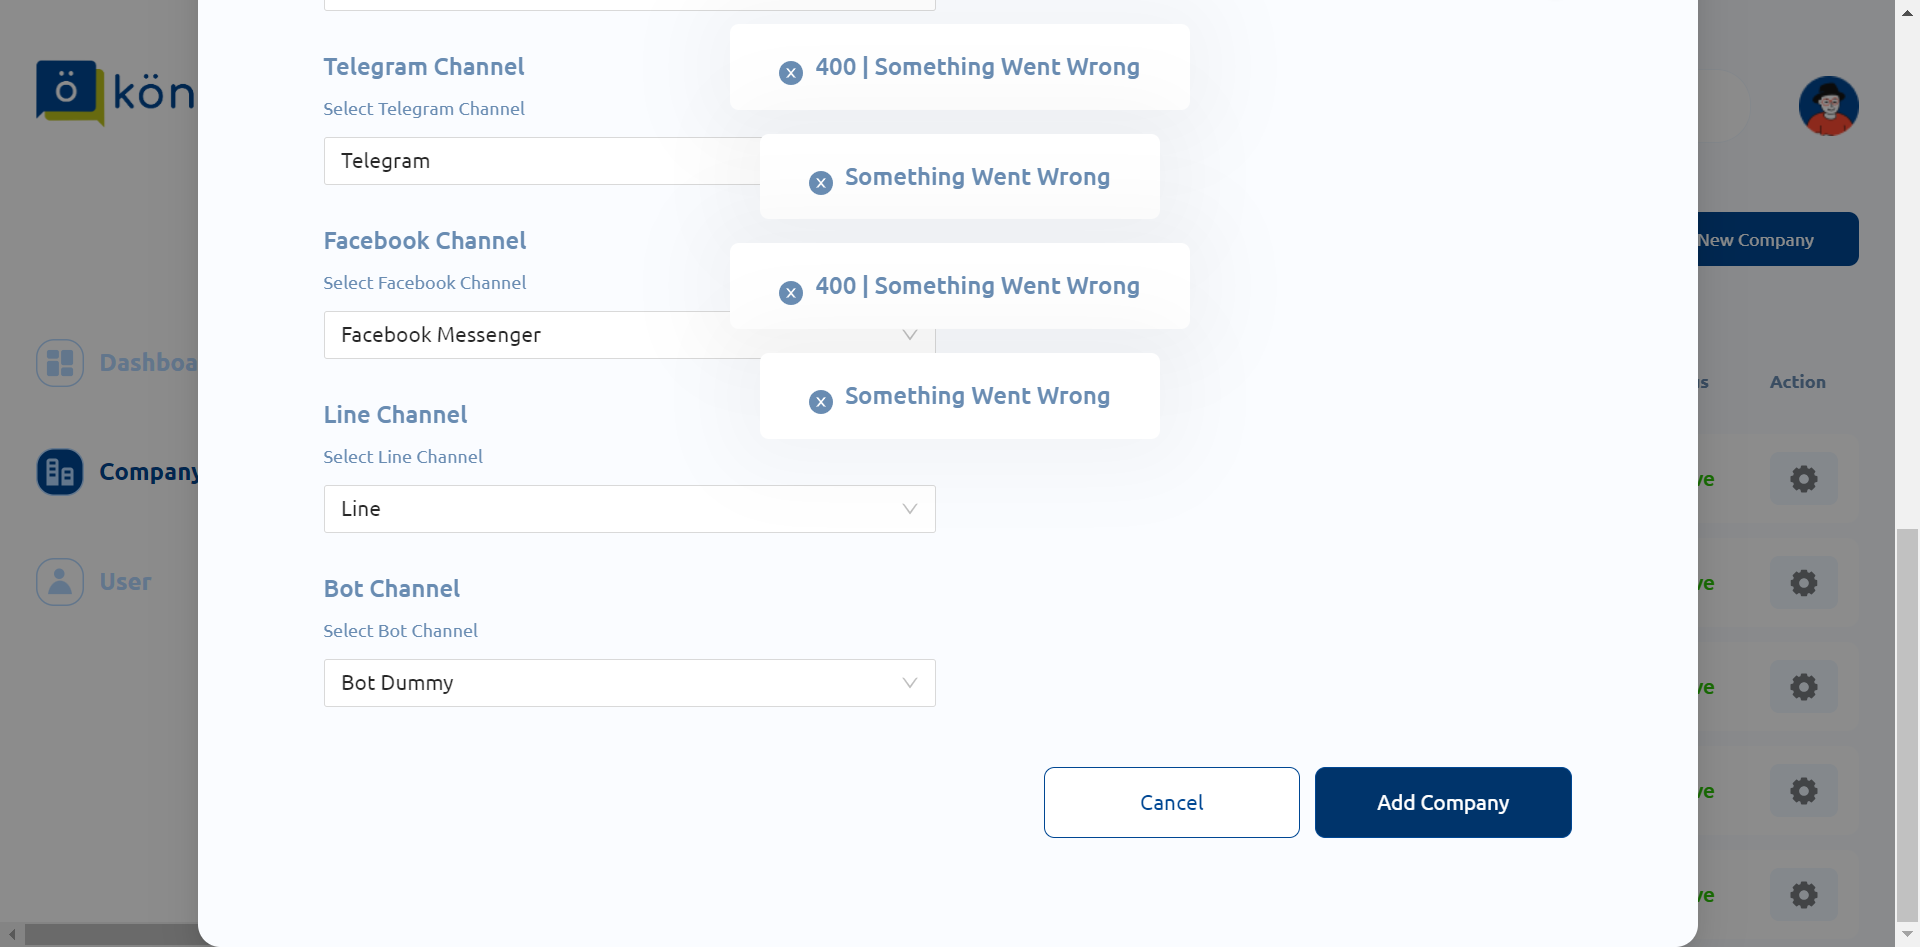 ö kön
Telegram Channel
Select Telegram Channel
Telegram
Facebook Channel
Select Facebook Channel
Facebook Messenger
Line Channel
Select Line Channel
Line
Bot Channel
Select Bot Channel
Bot Dummy
x 400 | Something Went Wrong
x Something Went Wrong
x 400 | Something Went Wrong
x Something Went Wrong
Cancel
Add Company
Dashboa
Company
User
New Company
s Action
ve
ve
ve
ve
ve